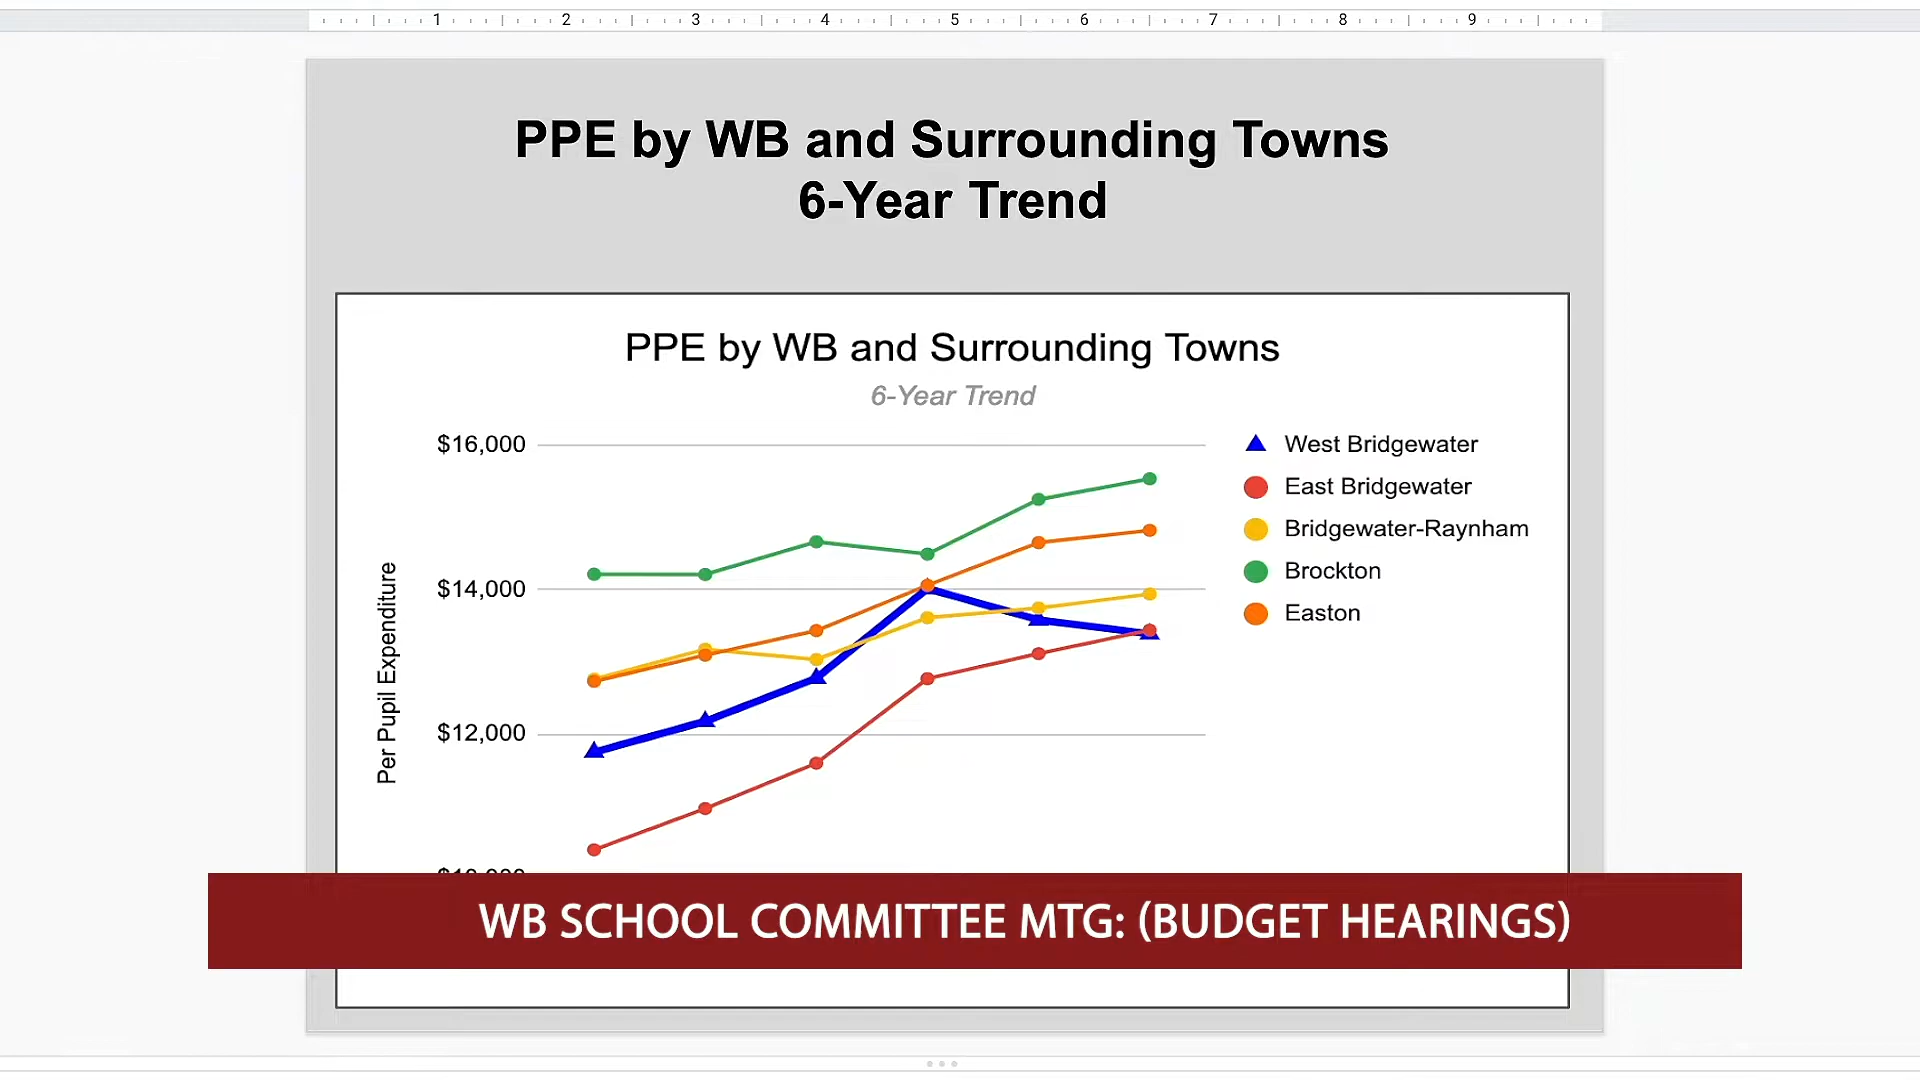 1 2 3 4 5 6 7 8 9
PPE by WB and Surrounding Towns
6-Year Trend
PPE by WB and Surrounding Towns
6-Year Trend
$16,000
$14,000
$12,000
Per Pupil Expenditure
West Bridgewater
East Bridgewater
Bridgewater-Raynham
Brockton
Easton
WB SCHOOL COMMITTEE MTG: (BUDGET HEARINGS)